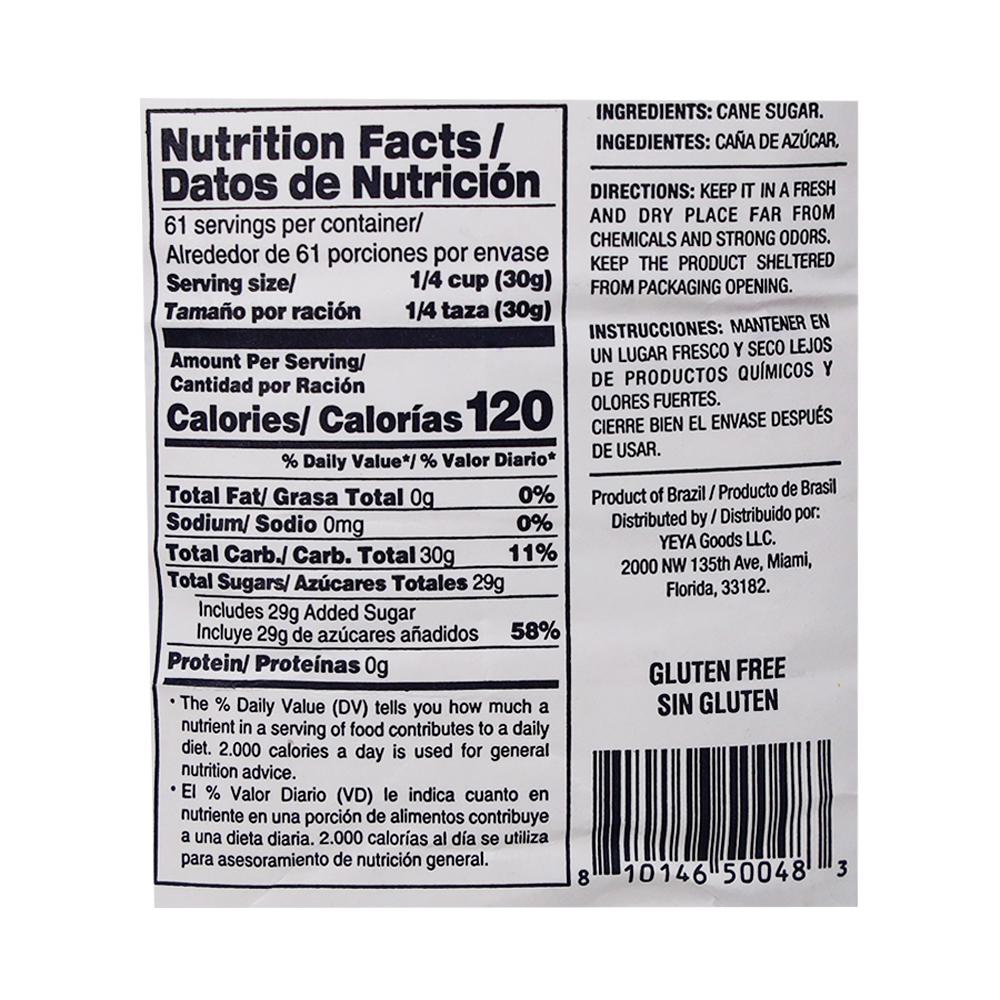 Nutrition Facts /
Datos de Nutrición
61 servings per container/
Alrededor de 61 porciones por envase
Serving size/ 1/4 cup (30g)
Tamaño por ración 1/4 taza (30g)
Amount Per Serving/
Cantidad por Ración
Calories/ Calorías 120
% Daily Value*/ % Valor Diario*
Total Fat/ Grasa Total 0g 0%
Sodium/ Sodio 0mg 0%
Total Carb./ Carb. Total 30g 11%
Total Sugars/ Azúcares Totales 29g
Includes 29g Added Sugar
Incluye 29g de azúcares añadidos 58%
Protein/ Proteínas 0g
* The % Daily Value (DV) tells you how much a
nutrient in a serving of food contributes to a daily
diet. 2.000 calories a day is used for general
nutrition advice.
* El % Valor Diario (VD) le indica cuanto en
nutriente en una porción de alimentos contribuye
a una dieta diaria. 2.000 calorías al día se utiliza
para asesoramiento de nutrición general.
INGREDIENTS: CANE SUGAR.
INGEDIENTES: CAÑA DE AZÚCAR.
DIRECTIONS: KEEP IT IN A FRESH
AND DRY PLACE FAR FROM
CHEMICALS AND STRONG ODORS.
KEEP THE PRODUCT SHELTERED
FROM PACKAGING OPENING.
INSTRUCCIONES: MANTENER EN
UN LUGAR FRESCO Y SECO LEJOS
DE PRODUCTOS QUÍMICOS Y
OLORES FUERTES.
CIERRE BIEN EL ENVASE DESPUÉS
DE USAR.
Product of Brazil / Producto de Brasil
Distributed by / Distribuido por:
YEYA Goods LLC.
2000 NW 135th Ave, Miami,
Florida, 33182.
GLUTEN FREE
SIN GLUTEN
8 10146 50048 3